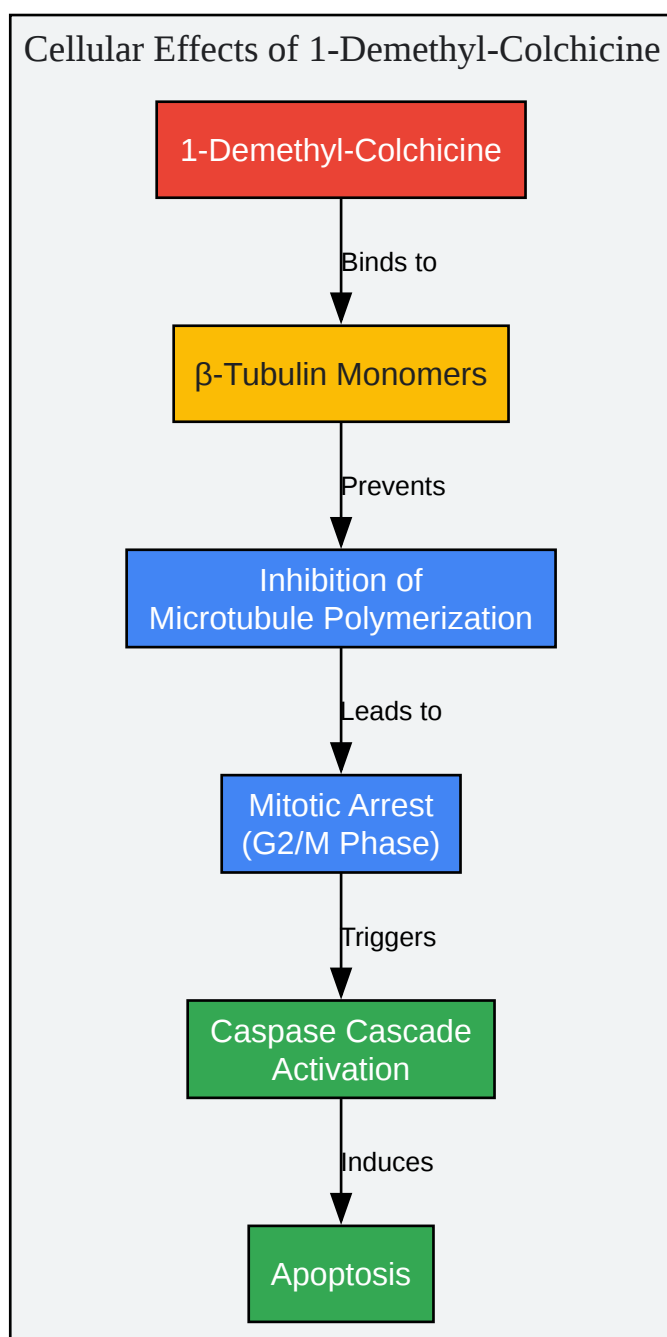 Cellular Effects of 1-Demethyl-Colchicine
1-Demethyl-Colchicine
Binds to
β-Tubulin Monomers
Prevents
Inhibition of
Microtubule Polymerization
Leads to
Mitotic Arrest
(G2/M Phase)
Triggers
Caspase Cascade
Activation
Induces
Apoptosis